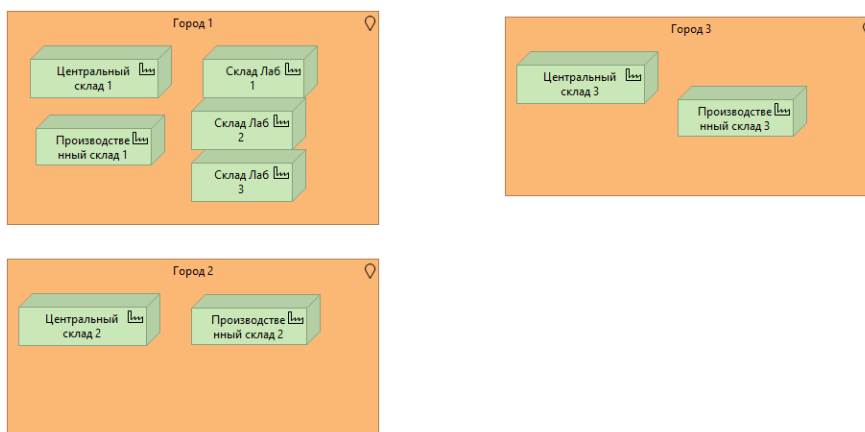 Город 1
Центральный
склад 1
Склад Лаб
1
Производстве
нный склад 1
Склад Лаб
2
Склад Лаб
3
Город 3
Центральный
склад 3
Производстве
нный склад 3
Город 2
Центральный
склад 2
Производстве
нный склад 2